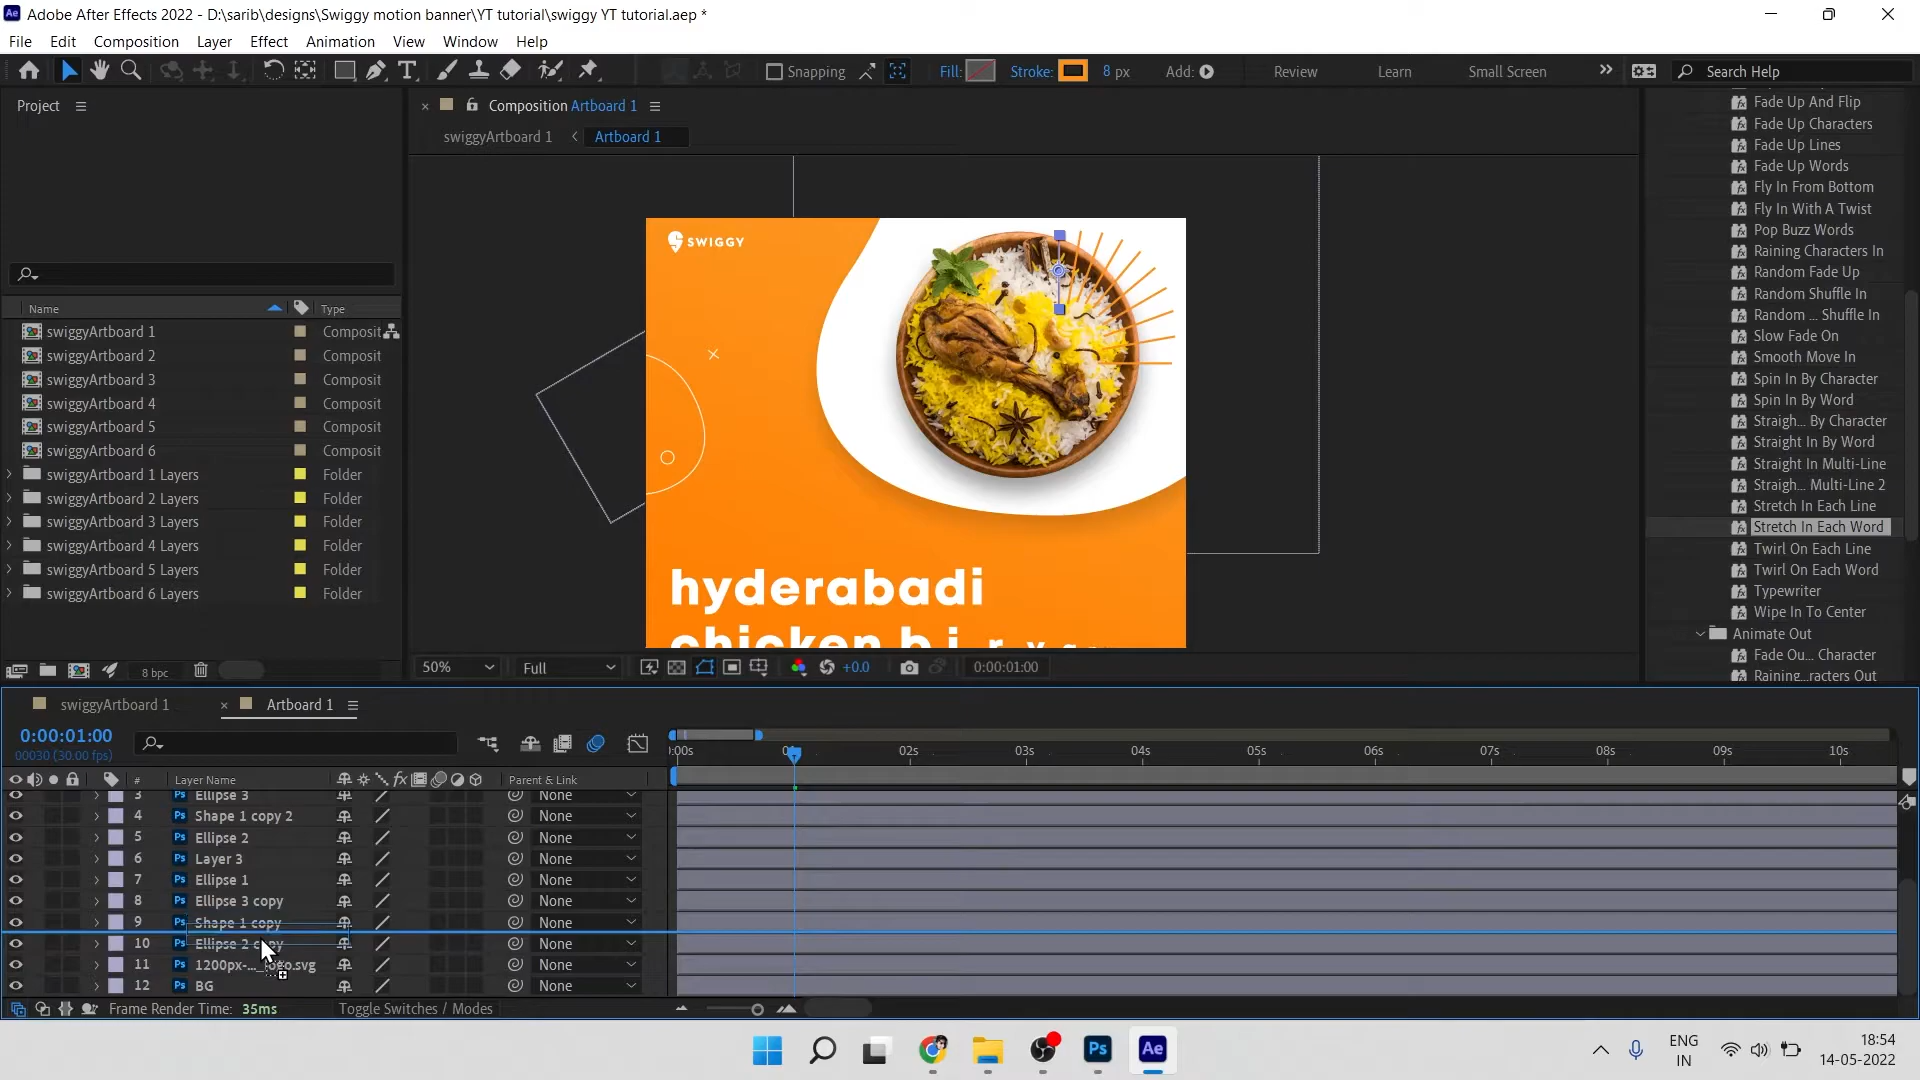 Adobe After Effects 2022 - D:\sarib\designs\Swiggy motion banner\YT tutorial\swiggy YT tutorial.aep *
File Edit Composition Layer Effect Animation View Window Help
Snapping Fill: Stroke: 8 px Add: Review Learn Small Screen Search Help
Project
Composition Artboard 1
swiggyArtboard 1 Artboard 1
Name Type
swiggyArtboard 1 Composit
swiggyArtboard 2 Composit
swiggyArtboard 3 Composit
swiggyArtboard 4 Composit
swiggyArtboard 5 Composit
swiggyArtboard 6 Composit
swiggyArtboard 1 Layers Folder
swiggyArtboard 2 Layers Folder
swiggyArtboard 3 Layers Folder
swiggyArtboard 4 Layers Folder
swiggyArtboard 5 Layers Folder
swiggyArtboard 6 Layers Folder
8 bpc
SWIGGY
hyderabadi
chicken b i r y a
50% Full +0.0 0:00:01:00
Fade Up And Flip
Fade Up Characters
Fade Up Lines
Fade Up Words
Fly In From Bottom
Fly In With A Twist
Pop Buzz Words
Raining Characters In
Random Fade Up
Random Shuffle In
Random ... Shuffle In
Slow Fade On
Smooth Move In
Spin In By Character
Spin In By Word
Straigh... By Character
Straight In By Word
Straight In Multi-Line
Straigh... Multi-Line 2
Stretch In Each Line
Stretch In Each Word
Twirl On Each Line
Twirl On Each Word
Typewriter
Wipe In To Center
Animate Out
Fade Ou... Character
Raining...racters Out
swiggyArtboard 1 Artboard 1
0:00:01:00
00030 (30.00 fps)
):00s 02s 03s 04s 05s 06s 07s 08s 09s 10s
# Layer Name Parent & Link
3 Ellipse 3 None
4 Shape 1 copy 2 None
5 Ellipse 2 None
6 Layer 3 None
7 Ellipse 1 None
8 Ellipse 3 copy None
9 Shape 1 copy None
10 Ellipse 2 copy None
11 1200px-..._logo.svg None
12 BG None
Frame Render Time: 35ms Toggle Switches / Modes
Ps Ae
ENG
IN
18:54
14-05-2022